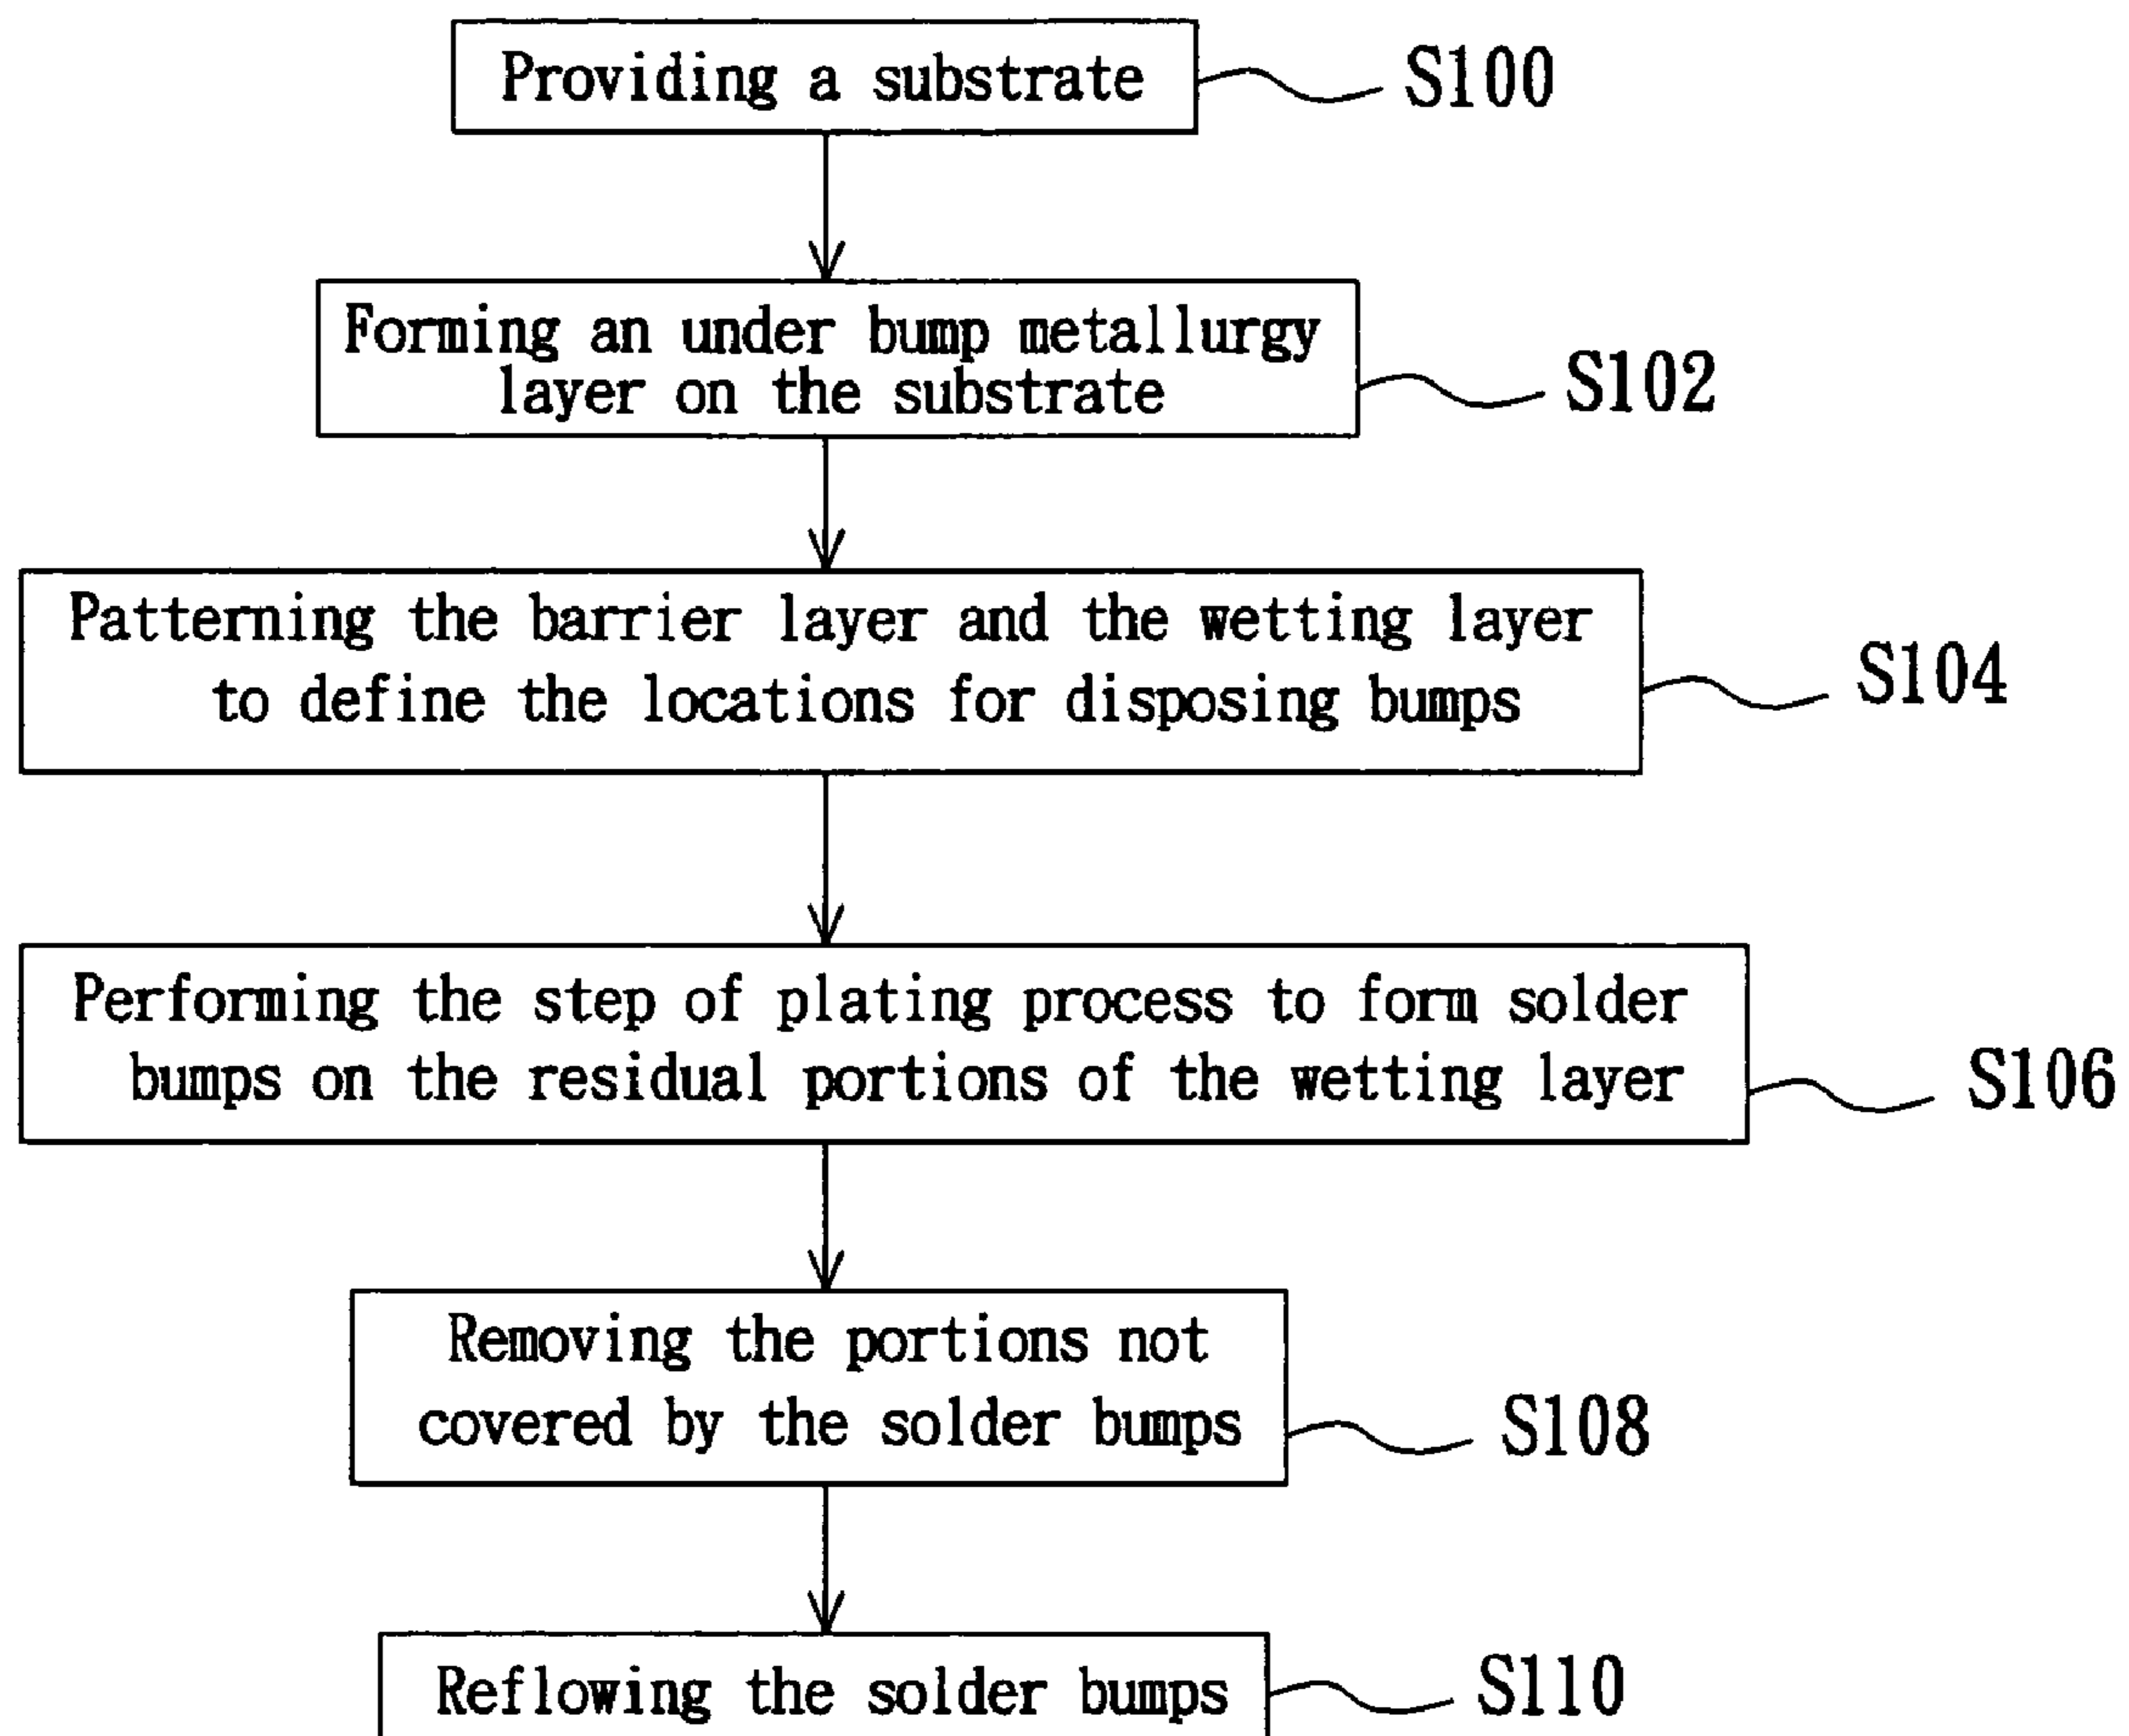 Providing a substrate
S100
Forming an under bump metallurgy
layer on the substrate
S102
Patterning the barrier layer and the wetting layer
to define the locations for disposing bumps
S104
Performing the step of plating process to form solder
bumps on the residual portions of the wetting layer
S106
Removing the portions not
covered by the solder bumps
S108
Reflowing the solder bumps
S110